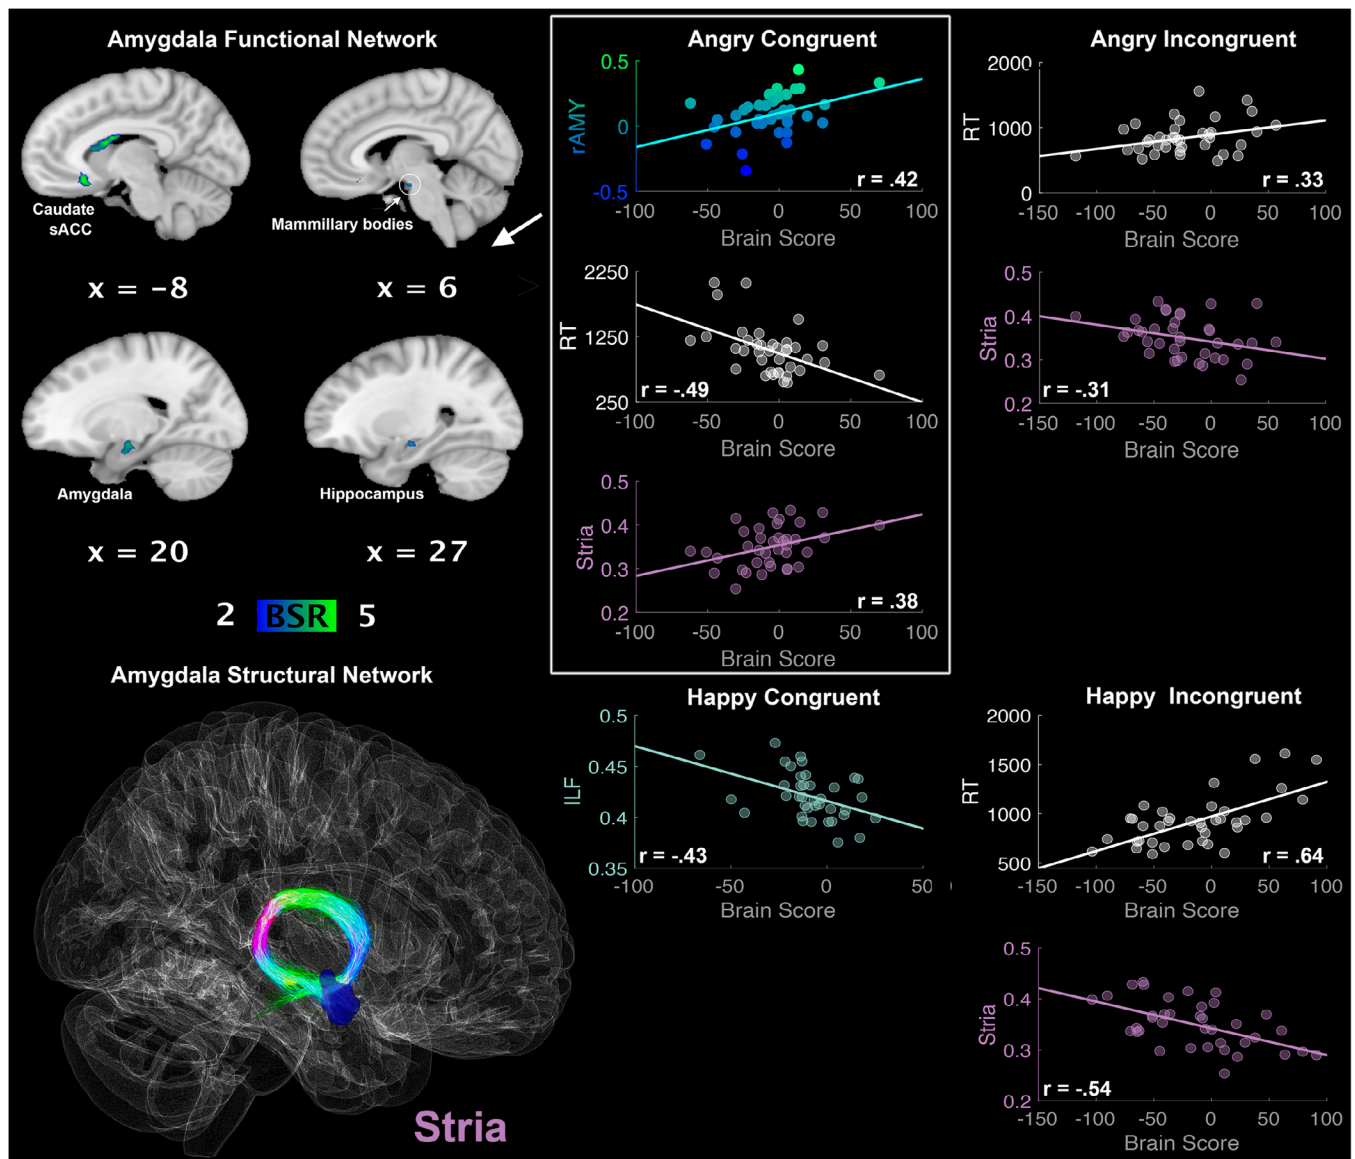 Amygdala Functional Network
Caudate
sACC
Mammillary bodies
x = −8
x = 6
Amygdala
Hippocampus
x = 20
x = 27
2 BSR 5
Amygdala Structural Network
Stria
Angry Congruent
0.5
0
-0.5
rAMY
r = .42
-100 -50 0 50 100
Brain Score
2250
1250
250
RT
r = -.49
-100 -50 0 50 100
Brain Score
0.5
0.4
0.3
0.2
Stria
r = .38
-100 -50 0 50 100
Brain Score
Angry Incongruent
2000
1000
0
RT
r = .33
-150 -100 -50 0 50 100
Brain Score
0.5
0.4
0.3
0.2
Stria
r = -.31
-150 -100 -50 0 50 100
Brain Score
Happy Congruent
0.5
0.45
0.4
0.35
ILF
r = -.43
-100 -50 0 50
Brain Score
Happy Incongruent
2000
1500
1000
500
RT
r = .64
-150 -100 -50 0 50 100
Brain Score
0.5
0.4
0.3
0.2
Stria
r = -.54
-150 -100 -50 0 50 100
Brain Score